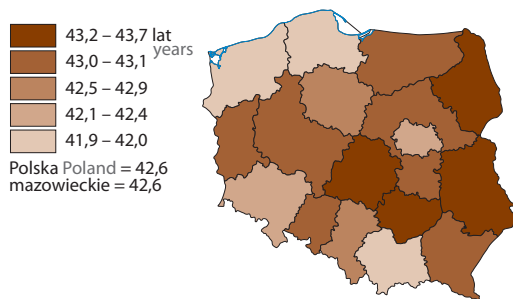 43,2 – 43,7 lat
years
43,0 – 43,1
42,5 – 42,9
42,1 – 42,4
41,9 – 42,0
Polska Poland = 42,6
mazowieckie = 42,6